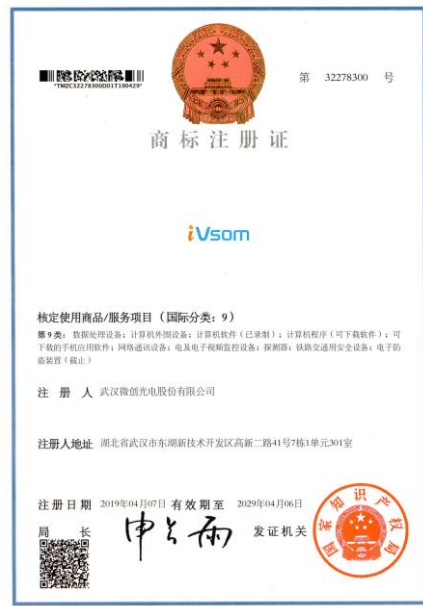 第 32278300 号
*TMZC32278300D01T190429*
商标注册证
iVsom
核定使用商品/服务项目(国际分类:9)
第9类:数据处理设备;计算机外围设备;计算机软件(已录制);计算机程序(可下载软件);可
下载的手机应用软件;网络通讯设备;电及电子视频监控设备;探测器;铁路交通用安全设备;电子防
盗装置(截止)
注 册 人 武汉微创光电股份有限公司
注册人地址 湖北省武汉市东湖新技术开发区高新二路41号7栋1单元301室
注册日期 2019年04月07日 有效期至 2029年04月06日
局 长 申长雨 发证机关
国家知识产权局